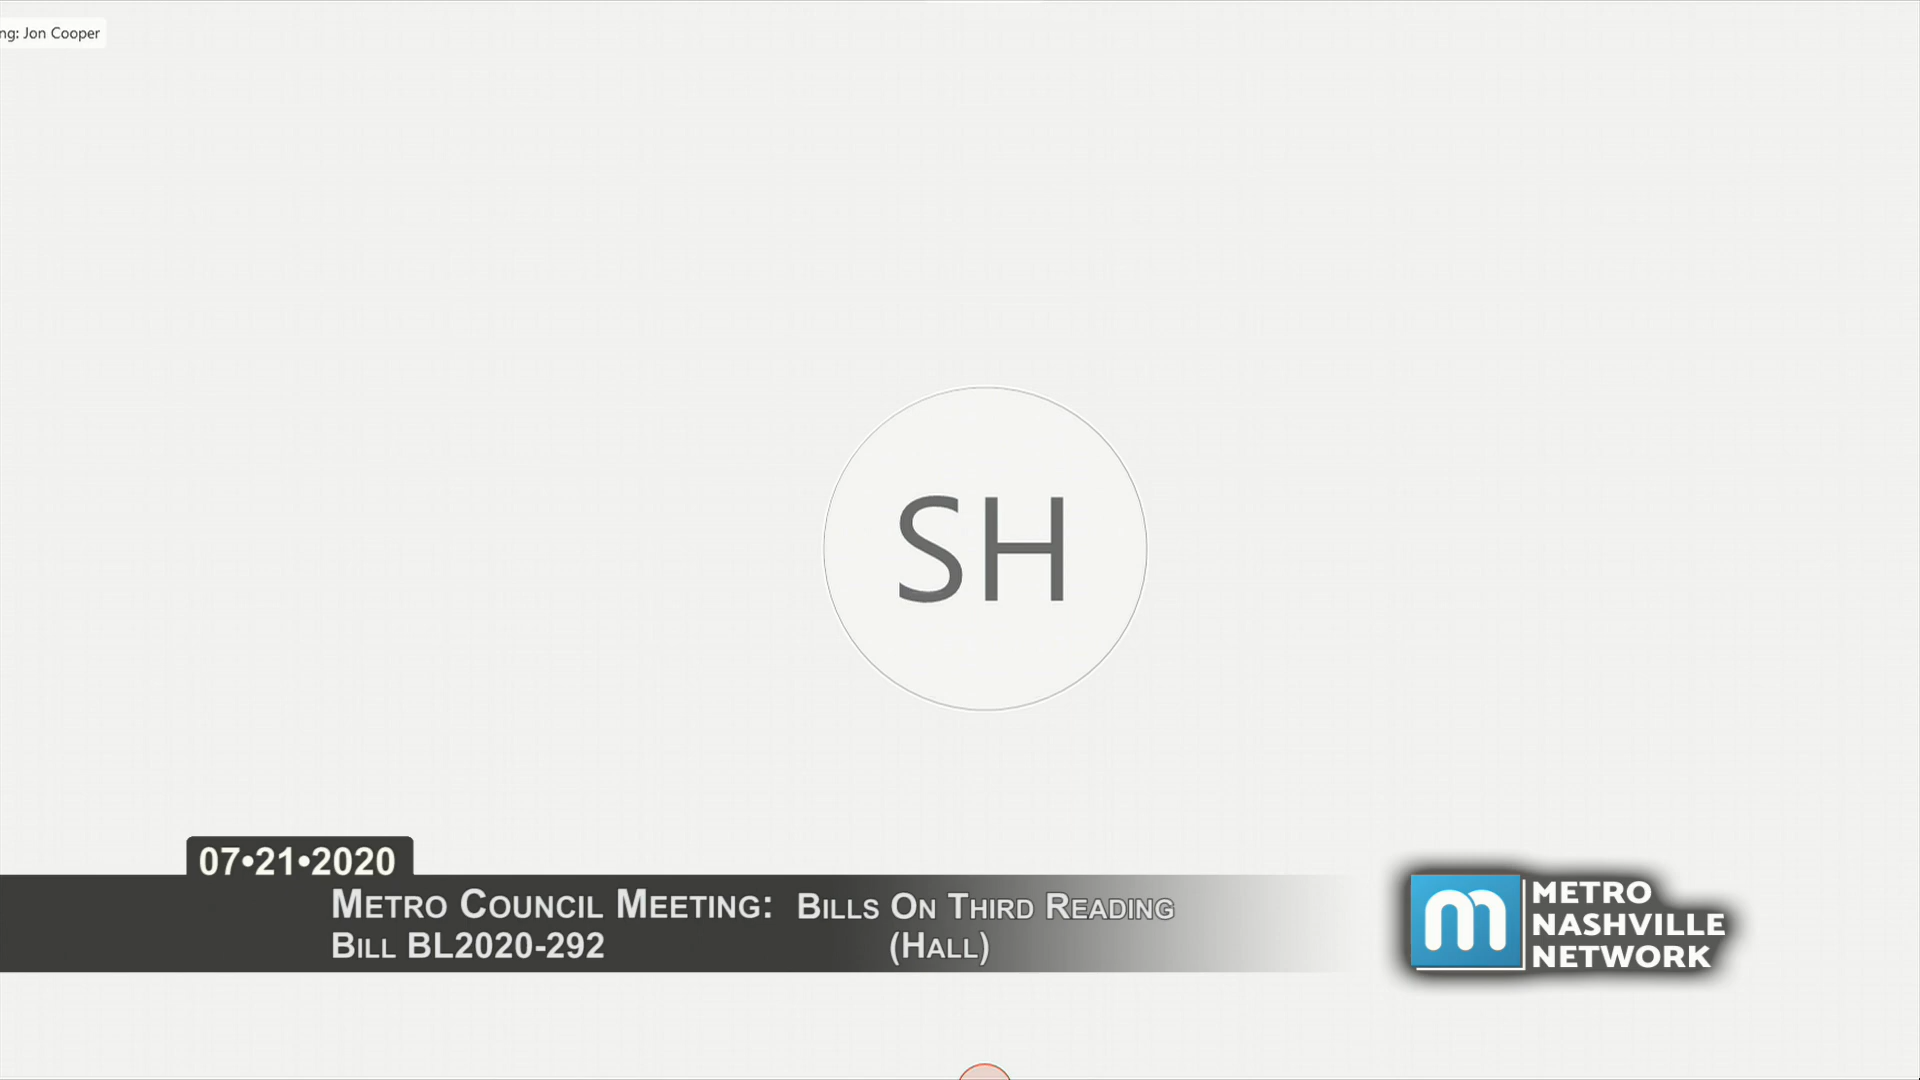 ng: Jon Cooper
SH
07•21•2020
METRO COUNCIL MEETING: BILLS ON THIRD READING
BILL BL2020-292 (HALL)
m METRO
NASHVILLE
NETWORK